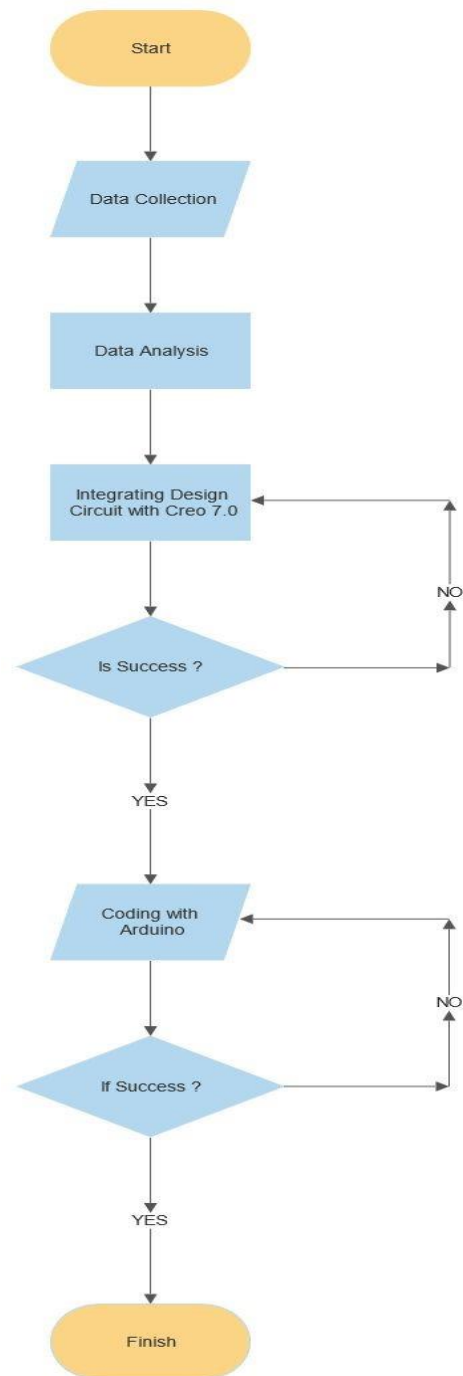 Start
Data Collection
Data Analysis
Integrating Design
Circuit with Creo 7.0
NO
Is Success ?
YES
Coding with
Arduino
NO
If Success ?
YES
Finish